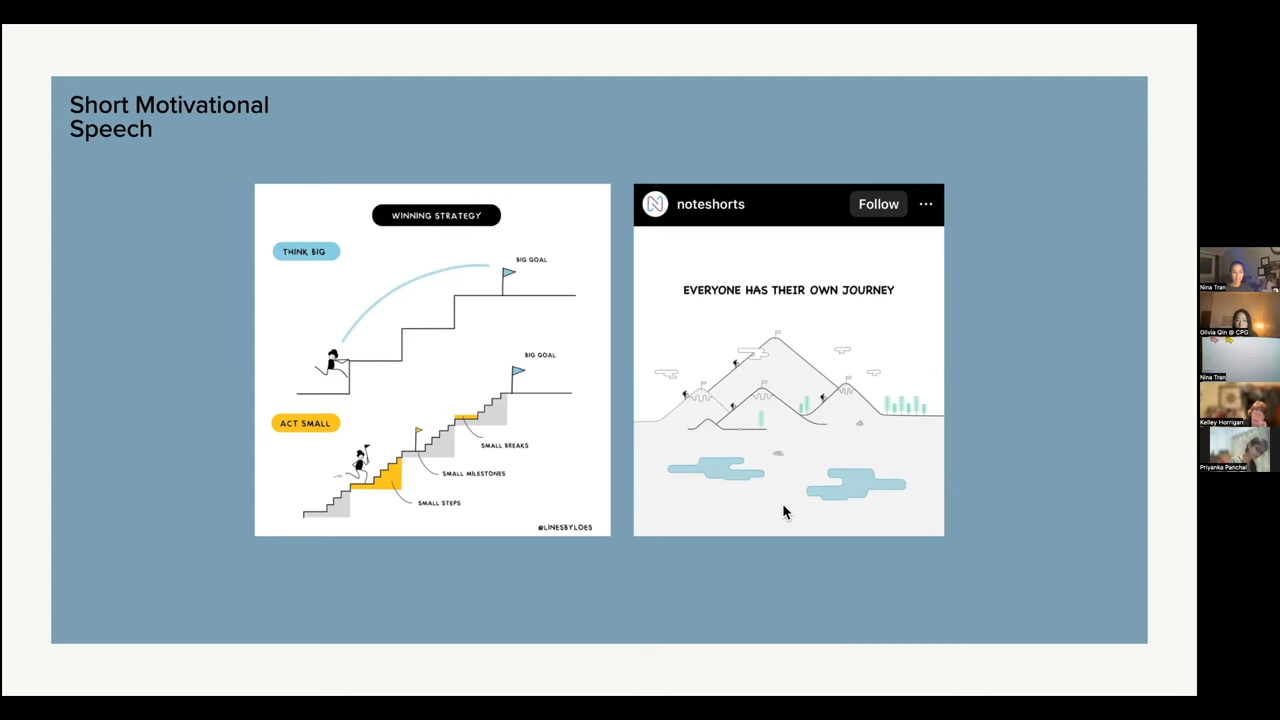 Short Motivational
Speech
WINNING STRATEGY
THINK BIG
BIG GOAL
BIG GOAL
ACT SMALL
SMALL BREAKS
SMALL MILESTONES
SMALL STEPS
@LINESBYLOES
noteshorts
Follow
EVERYONE HAS THEIR OWN JOURNEY
Nina Tran
Olivia Qin @ CPG
Nina Tran
Kelley Horrigan
Priyanka Panchal